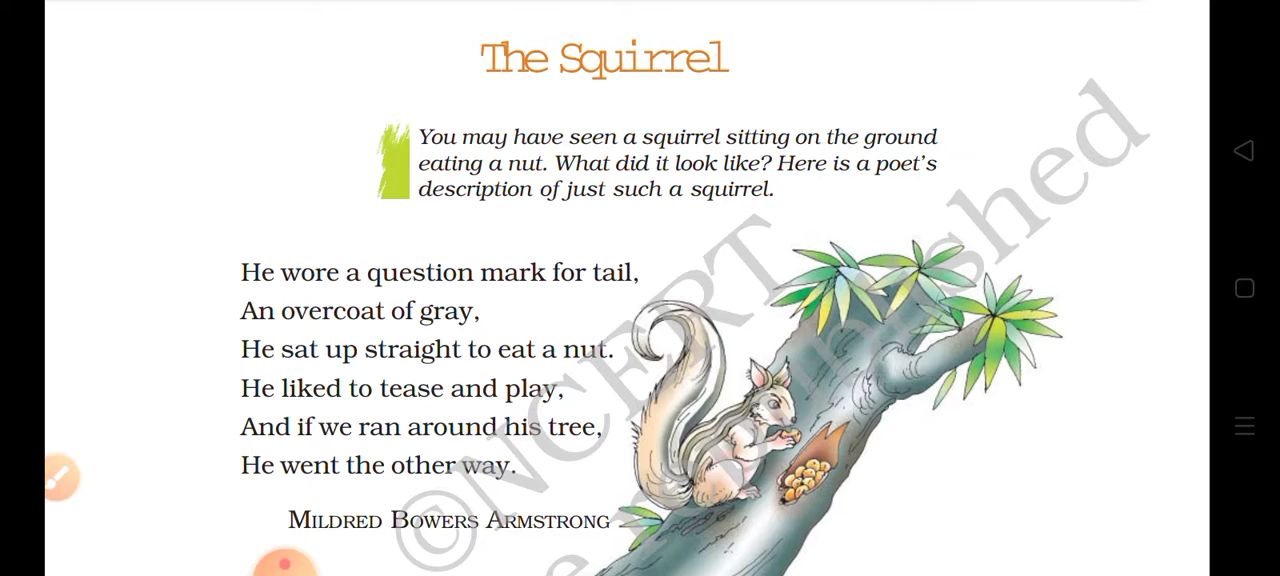 The Squirrel
You may have seen a squirrel sitting on the ground
eating a nut. What did it look like? Here is a poet's
description of just such a squirrel.
He wore a question mark for tail,
An overcoat of gray,
He sat up straight to eat a nut.
He liked to tease and play,
And if we ran around his tree,
He went the other way.
MILDRED BOWERS ARMSTRONG
©NCERT